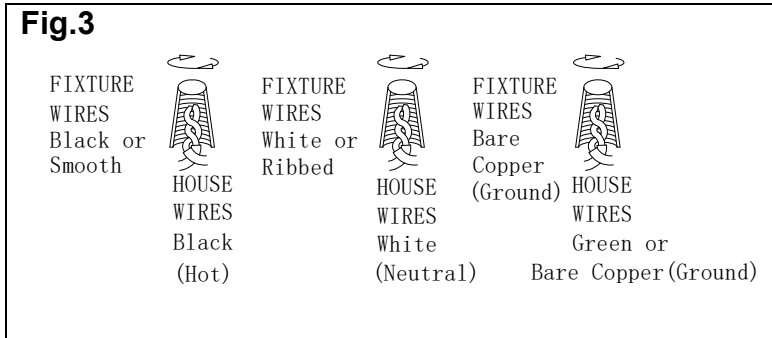 Fig.3
FIXTURE
WIRES
Black or
Smooth
HOUSE
WIRES
Black
(Hot)
FIXTURE
WIRES
White or
Ribbed
HOUSE
WIRES
White
(Neutral)
FIXTURE
WIRES
Bare
Copper
(Ground)
HOUSE
WIRES
Green or
Bare Copper(Ground)